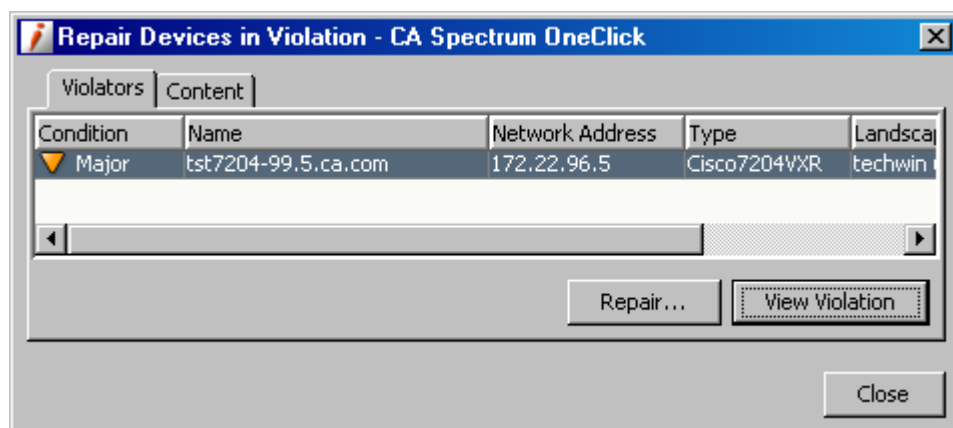 Repair Devices in Violation - CA Spectrum OneClick
Violators Content
Condition Name Network Address Type
Major tst7204-99.5.ca.com 172.22.96.5 Cisco7204VXR techwin
Repair... View Violation
Close